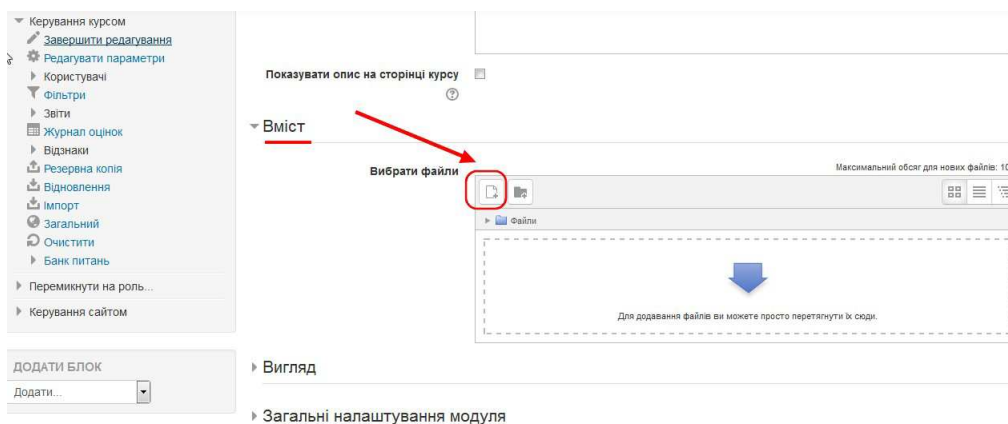 Керування курсом
Завершити редагування
Редагувати параметри
Користувачі
Фільтри
Звіти
Журнал оцінок
Відзнаки
Резервна копія
Відновлення
Імпорт
Загальний
Очистити
Банк питань
Перемикнути на роль...
Керування сайтом
ДОДАТИ БЛОК
Додати...
Показувати опис на сторінці курсу
Вміст
Вибрати файли
Максимальний обсяг для нових файлів: 10
Файли
Для додавання файлів ви можете просто перетягнути їх сюди.
Вигляд
Загальні налаштування модуля